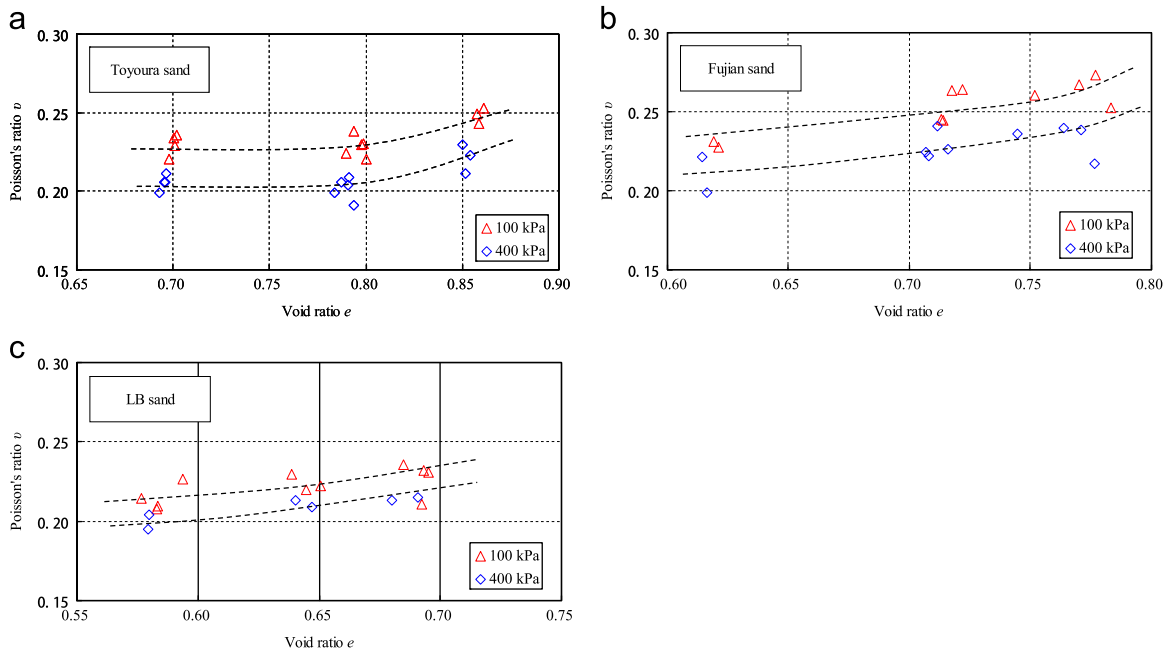 a
0. 30
0.25
0.20
0.15
Poisson's ratio υ
Toyoura sand
100 kPa
400 kPa
0.65
0.70
0.75
0.80
0.85
0.90
Void ratio e
b
0. 30
0.25
0.20
0.15
Poisson's ratio υ
Fujian sand
100 kPa
400 kPa
0.60
0.65
0.70
0.75
0.80
Void ratio e
c
0. 30
0.25
0.20
0.15
Poisson's ratio υ
LB sand
100 kPa
400 kPa
0.55
0.60
0.65
0.70
0.75
Void ratio e